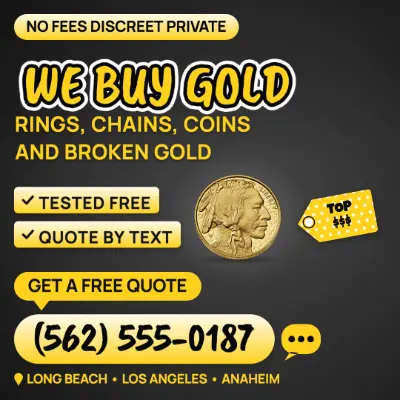 NO FEES DISCREET PRIVATE
WE BUY GOLD
RINGS, CHAINS, COINS
AND BROKEN GOLD
TESTED FREE
QUOTE BY TEXT
TOP
$$$
GET A FREE QUOTE
(562) 555-0187
LONG BEACH • LOS ANGELES • ANAHEIM